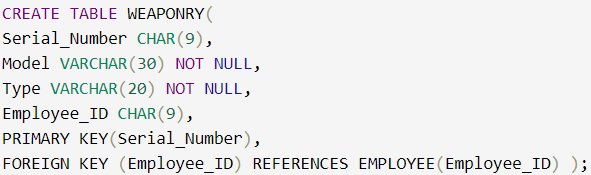 CREATE TABLE WEAPONRY(
Serial_Number CHAR(9),
Model VARCHAR(30) NOT NULL,
Type VARCHAR(20) NOT NULL,
Employee_ID CHAR(9),
PRIMARY KEY(Serial_Number),
FOREIGN KEY (Employee_ID) REFERENCES EMPLOYEE(Employee_ID) );